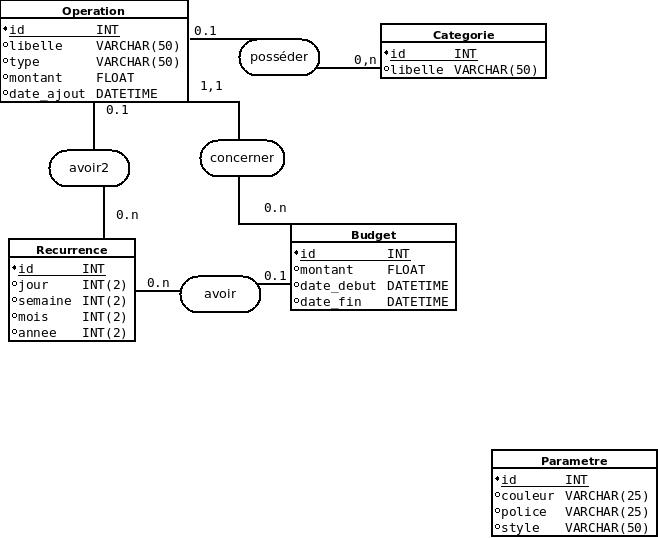 Operation
id INT
libelle VARCHAR(50)
type VARCHAR(50)
montant FLOAT
date_ajout DATETIME
0.1
posséder
0,n
Categorie
id INT
libelle VARCHAR(50)
1,1
0.1
avoir2
concerner
0.n
0.n
Recurrence
id INT
jour INT(2)
semaine INT(2)
mois INT(2)
annee INT(2)
0.n
avoir
0.1
Budget
id INT
montant FLOAT
date_debut DATETIME
date_fin DATETIME
Parametre
id INT
couleur VARCHAR(25)
police VARCHAR(25)
style VARCHAR(50)